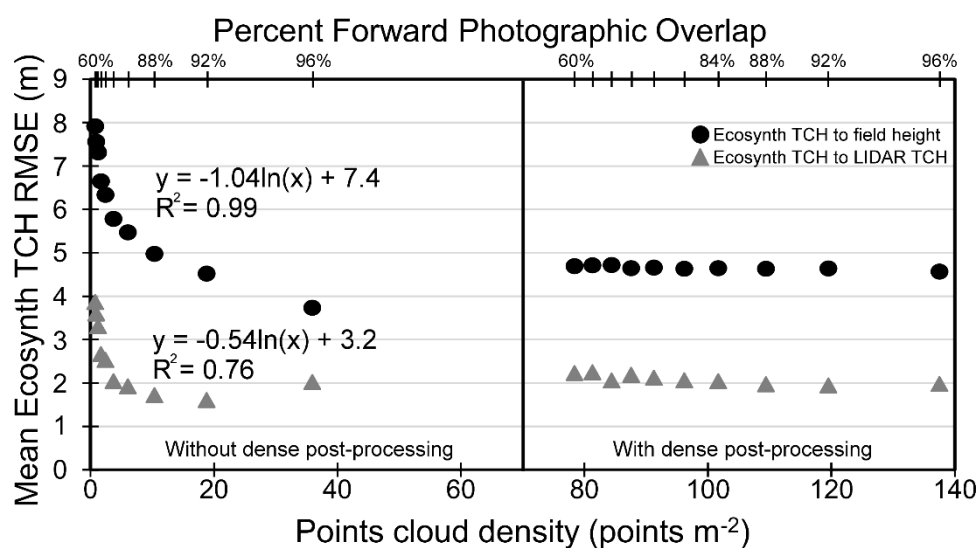 Percent Forward Photographic Overlap
60% 88% 92% 96% 60% 84% 88% 92% 96%
Mean Ecosynth TCH RMSE (m)
9
8
7
6
5
4
3
2
1
0
Ecosynth TCH to field height
Ecosynth TCH to LIDAR TCH
y = -1.04ln(x) + 7.4
R² = 0.99
y = -0.54ln(x) + 3.2
R² = 0.76
Without dense post-processing
With dense post-processing
0 20 40 60 80 100 120 140
Points cloud density (points m⁻²)